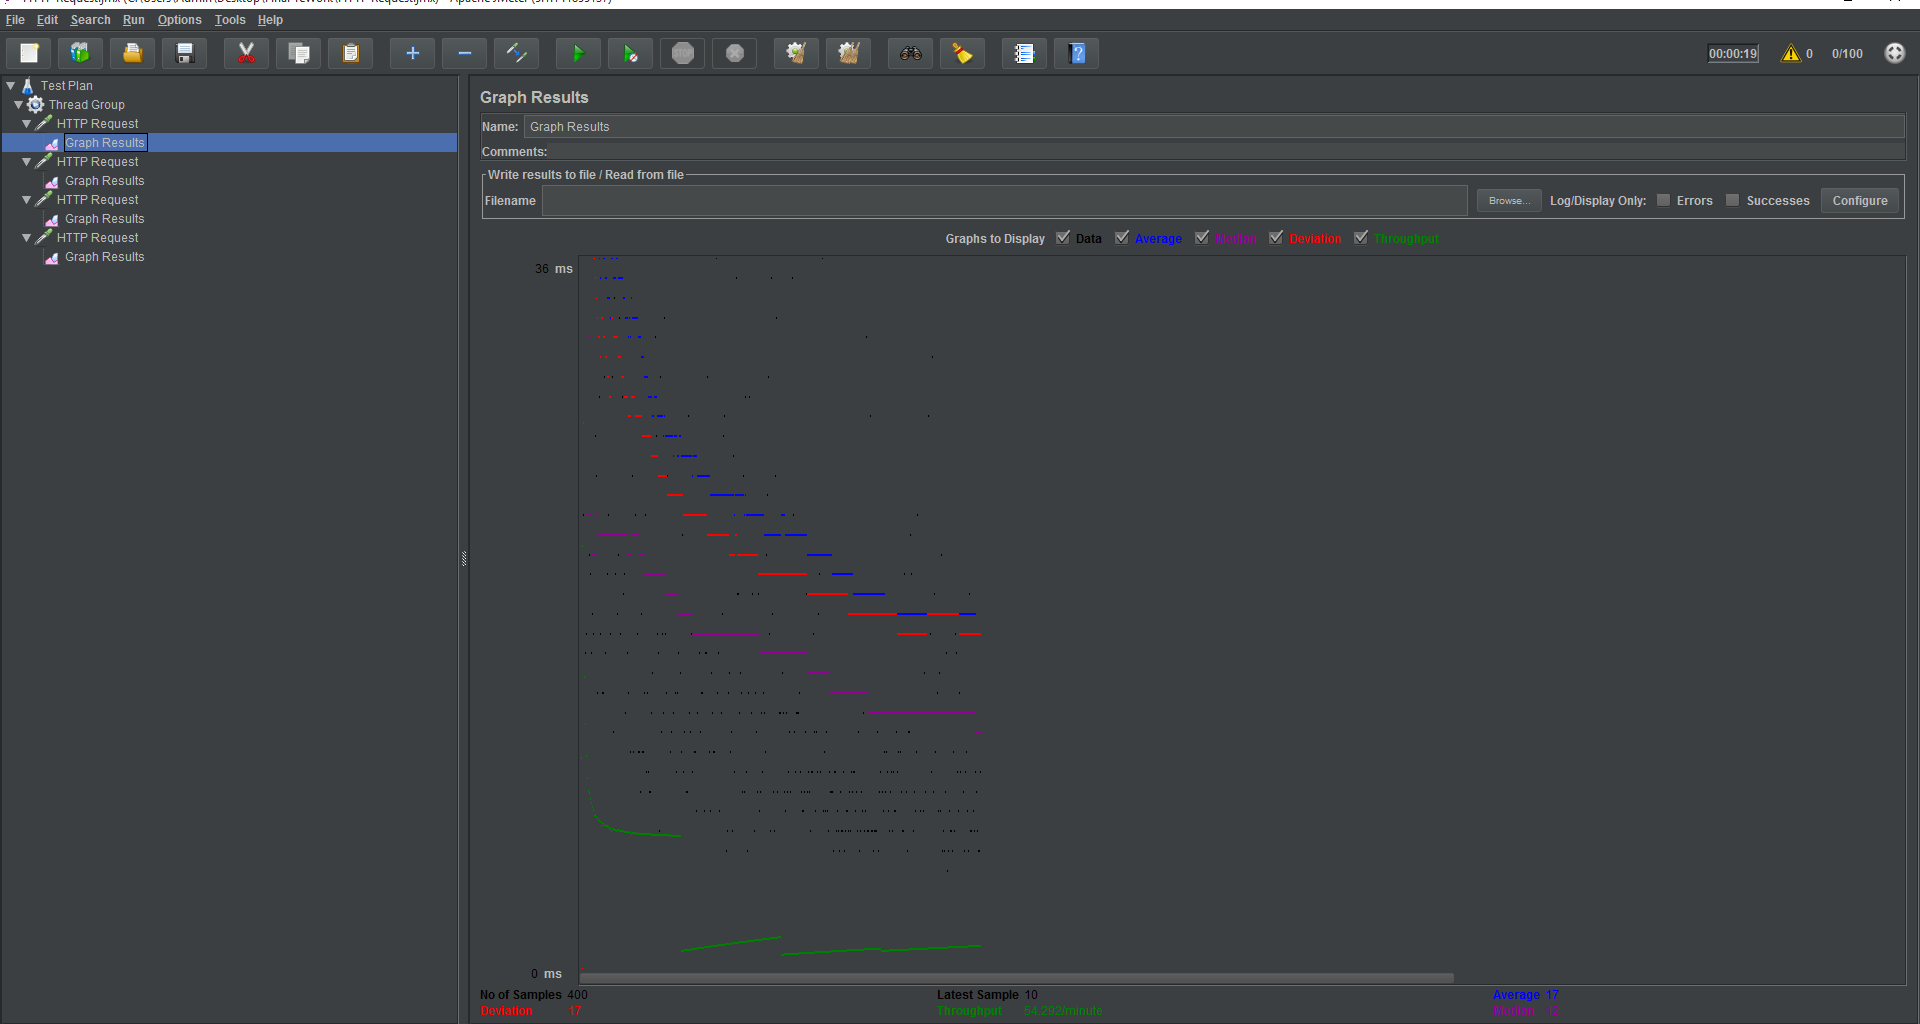 File Edit Search Run Options Tools Help
00:00:19 0 0/100
Test Plan
Thread Group
HTTP Request
Graph Results
HTTP Request
Graph Results
HTTP Request
Graph Results
HTTP Request
Graph Results
Graph Results
Name: Graph Results
Comments:
Write results to file / Read from file
Filename Browse... Log/Display Only: Errors Successes Configure
Graphs to Display Data Average Median Deviation Throughput
36 ms
0 ms
No of Samples 400 Latest Sample 10 Average 17
Deviation 17 Throughput 54.292/minute Median 12